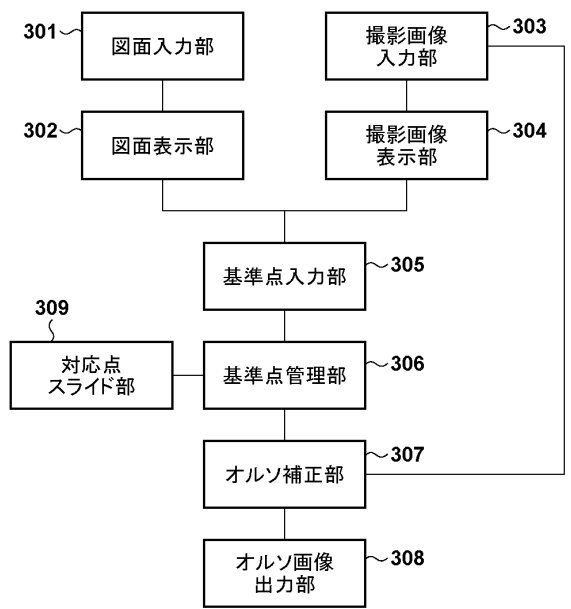 301
図面入力部
撮影画像
入力部
303
302
図面表示部
撮影画像
表示部
304
基準点入力部
305
309
対応点
スライド部
基準点管理部
306
オルソ補正部
307
オルソ画像
出力部
308